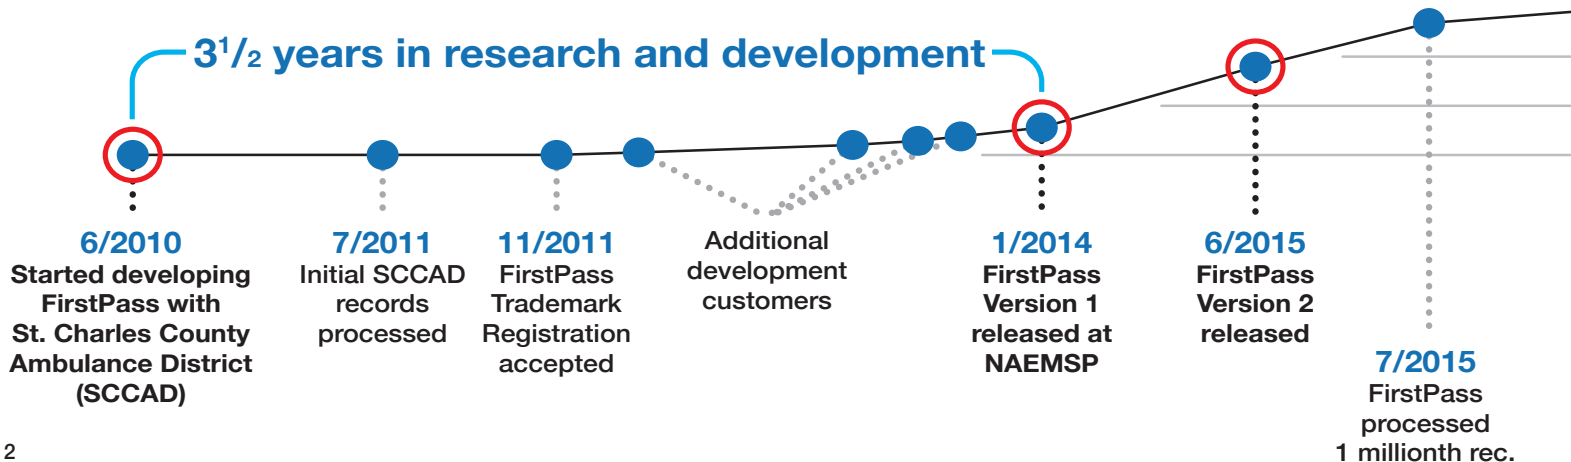 3 1/2 years in research and development
6/2010
Started developing
FirstPass with
St. Charles County
Ambulance District
(SCCAD)
7/2011
Initial SCCAD
records
processed
11/2011
FirstPass
Trademark
Registration
accepted
Additional
development
customers
1/2014
FirstPass
Version 1
released at
NAEMSP
6/2015
FirstPass
Version 2
released
7/2015
FirstPass
processed
1 millionth rec.
2